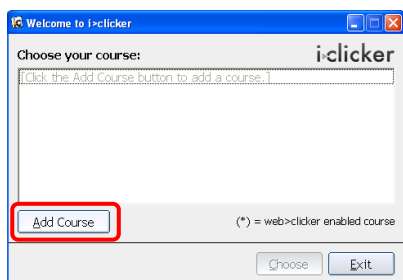 Welcome to i>clicker
Choose your course:
i>clicker
[Click the Add Course button to add a course.]
Add Course
(*) = web>clicker enabled course
Choose
Exit